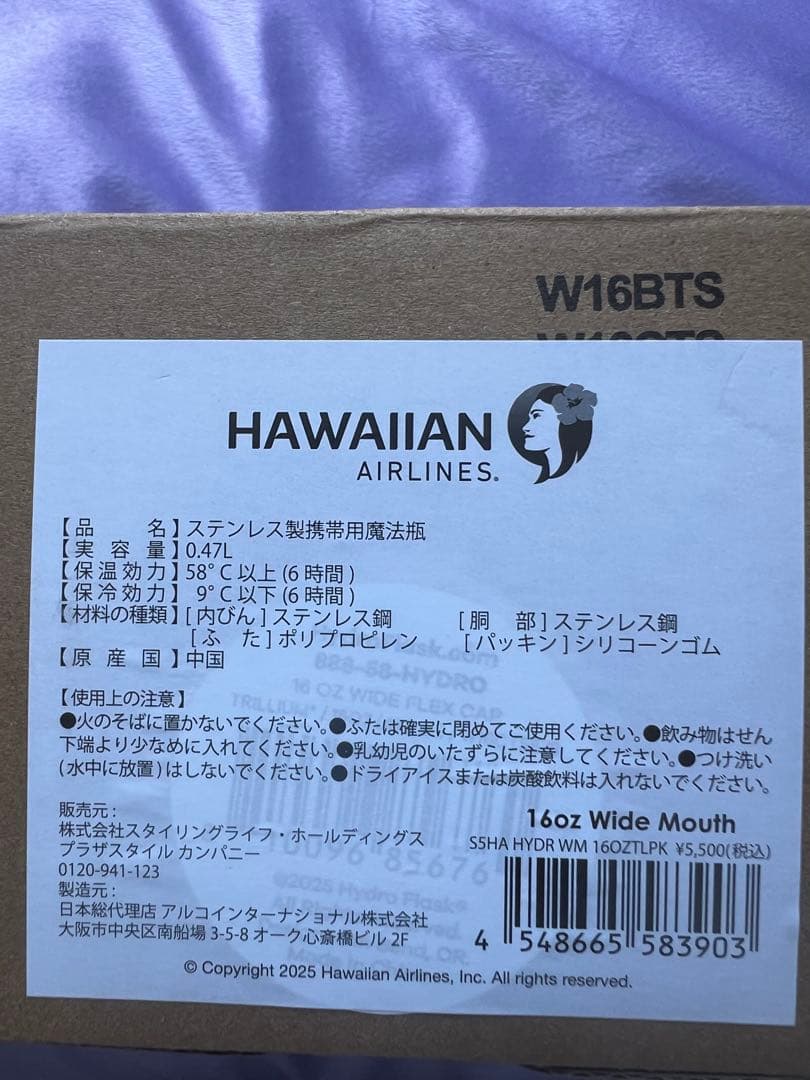 W16BTS
HAWAIIAN
AIRLINES®
【品　　名】ステンレス製携帯用魔法瓶
【実 容 量】0.47L
【保温効力】58°C以上(6時間)
【保冷効力】 9°C以下(6時間)
【材料の種類】[内びん]ステンレス鋼　[胴　部]ステンレス鋼
[ふ　た]ポリプロピレン　[パッキン]シリコーンゴム
【原 産 国】中国
888-58-HYDRO
16 OZ WIDE FLEX CAP
【使用上の注意】
●火のそばに置かないでください。●ふたは確実に閉めてご使用ください。●飲み物はせん
下端より少なめに入れてください。●乳幼児のいたずらに注意してください。●つけ洗い
(水中に放置)はしないでください。●ドライアイスまたは炭酸飲料は入れないでください。
販売元：
株式会社スタイリングライフ・ホールディングス
プラザスタイル カンパニー
0120-941-123
製造元：
日本総代理店 アルコインターナショナル株式会社
大阪市中央区南船場 3-5-8 オーク心斎橋ビル 2F
16oz Wide Mouth
S5HA HYDR WM 16OZTLPK ¥5,500(税込)
4 548665 583903
©2025 Hydro Flask®
© Copyright 2025 Hawaiian Airlines, Inc. All rights reserved.